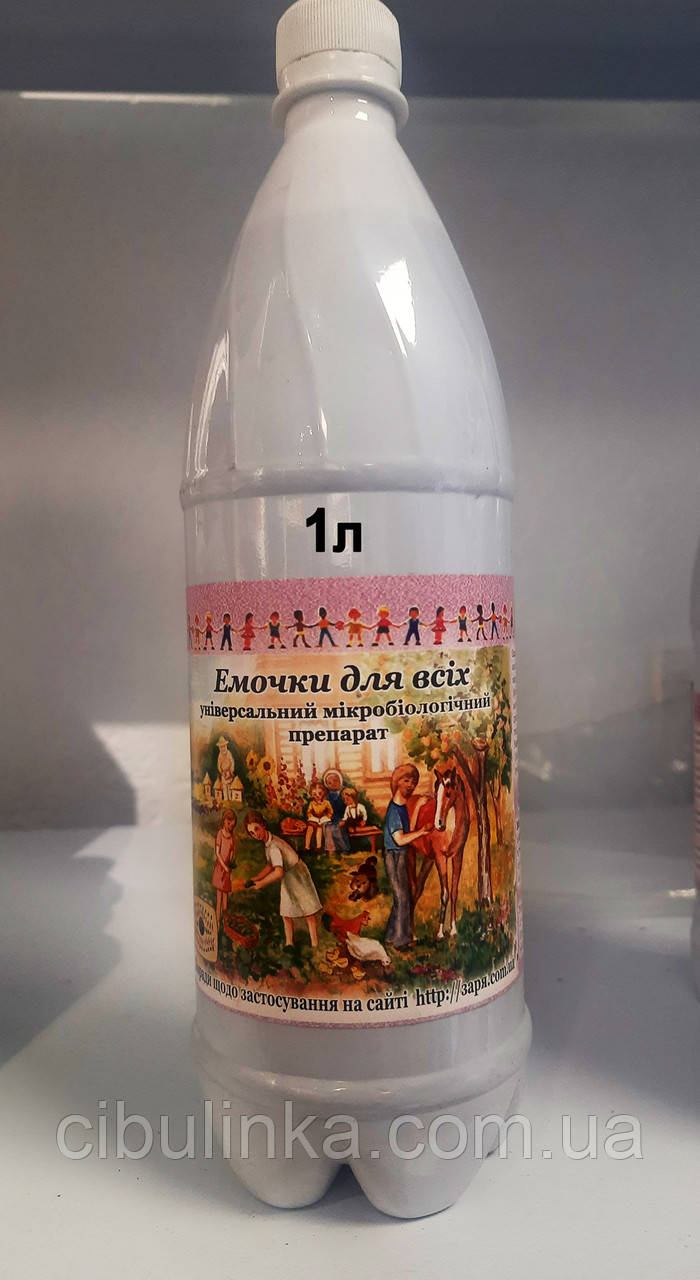 1л
Емочки для всіх
універсальний мікробіологічний
препарат
щодо застосування на сайті http://заря.com.ua
cibulinka.com.ua